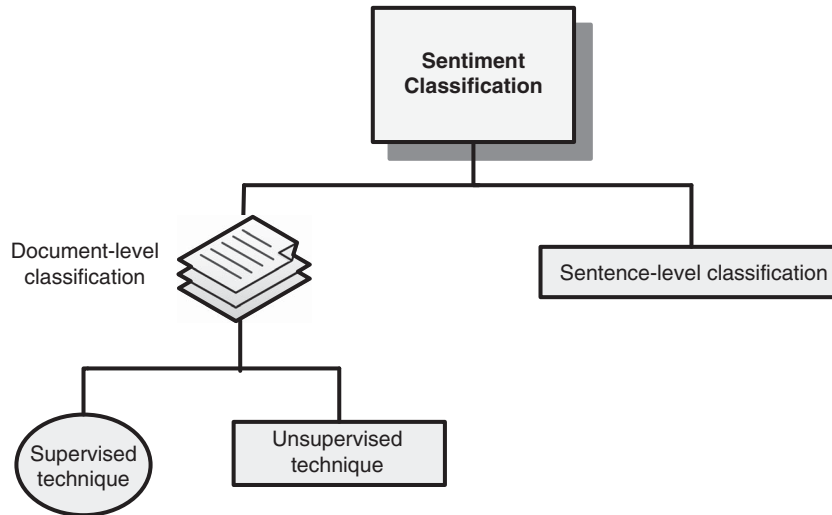 Sentiment
Classification
Document-level
classification
Sentence-level classification
Supervised
technique
Unsupervised
technique